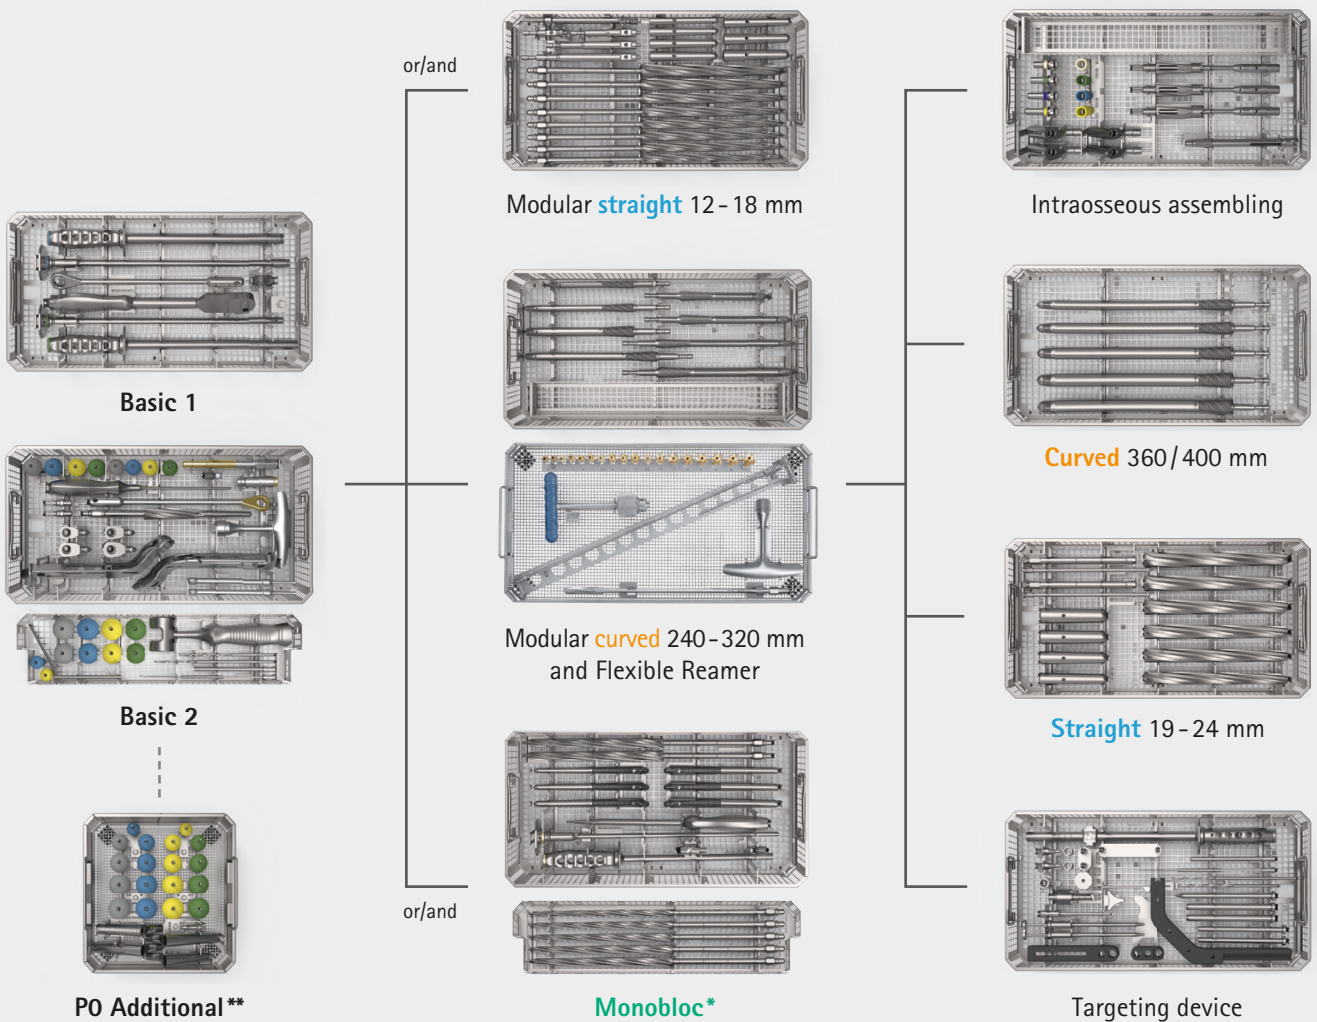 Basic 1
Basic 2
P0 Additional**
or/and
Modular straight 12 - 18 mm
Modular curved 240 - 320 mm
and Flexible Reamer
or/and
Monobloc*
Intraosseous assembling
Curved 360 / 400 mm
Straight 19 - 24 mm
Targeting device